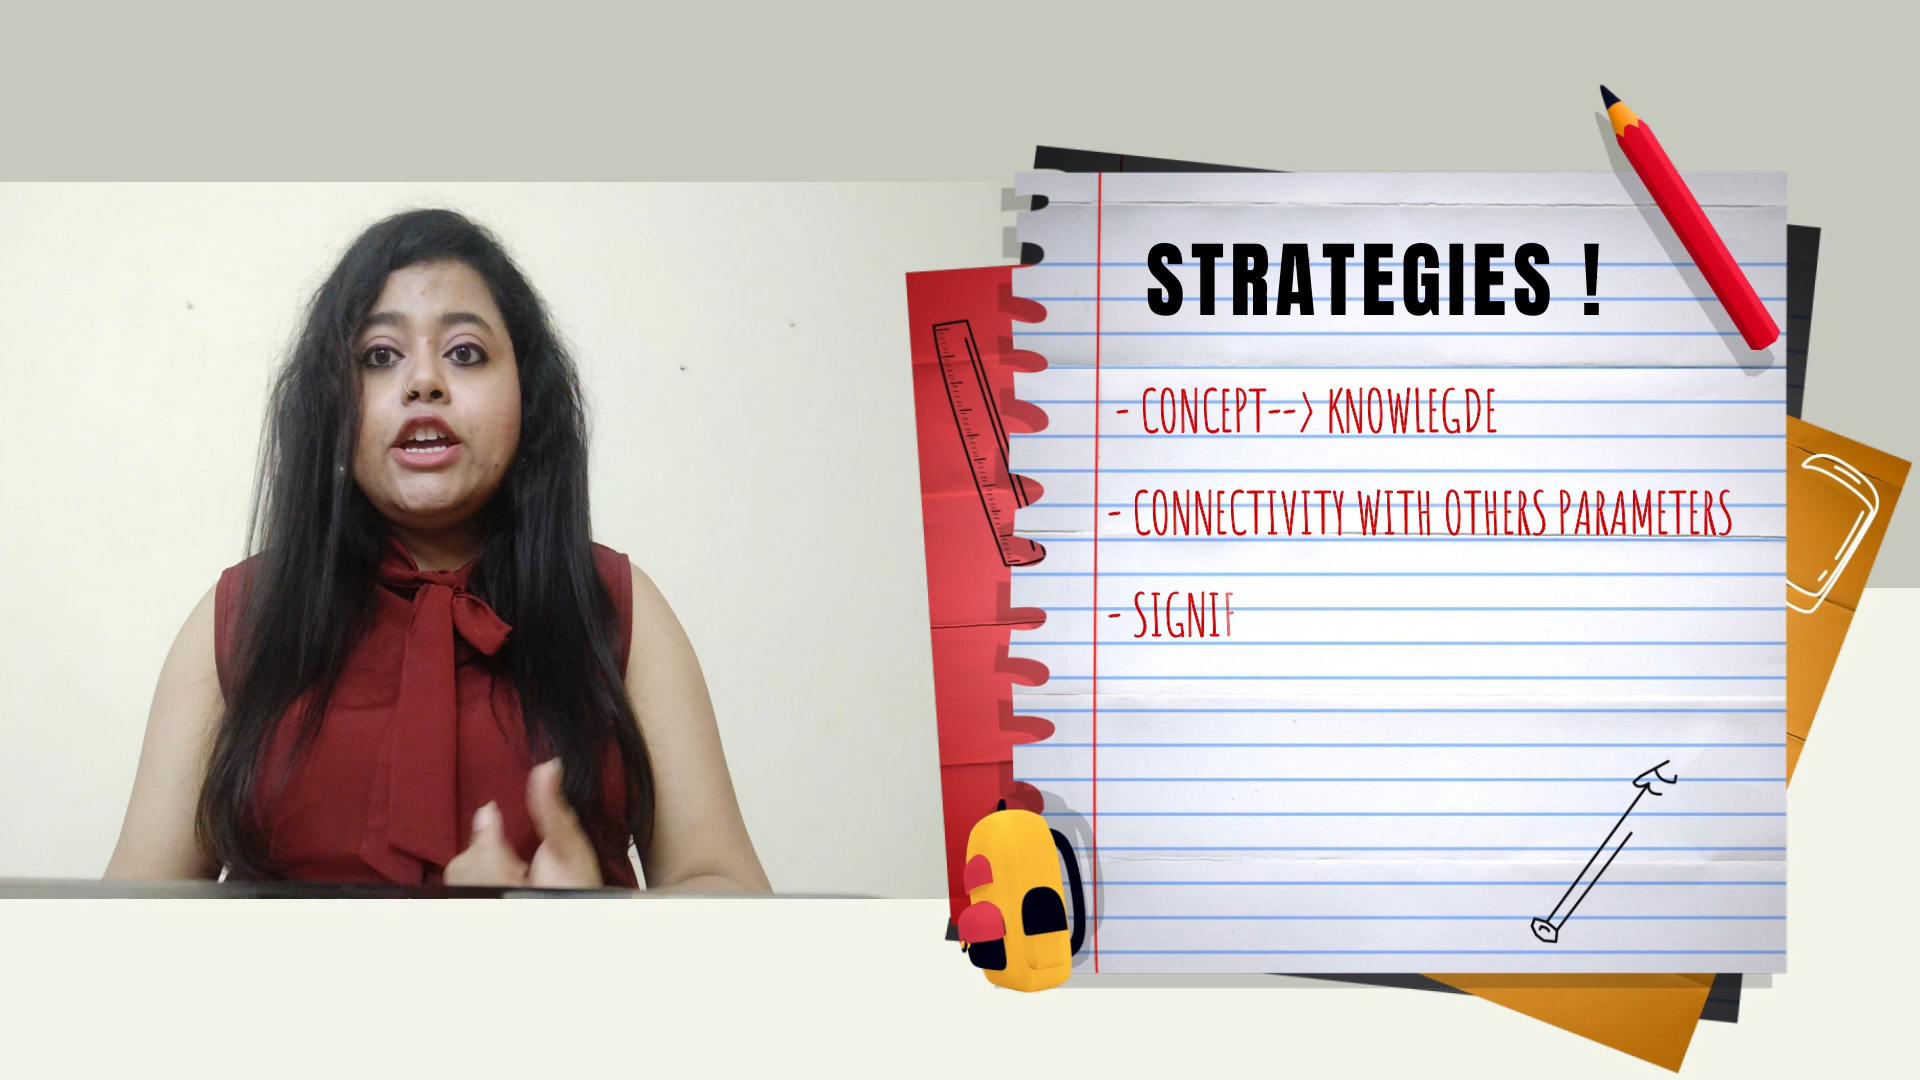 STRATEGIES !
- CONCEPT--> KNOWLEGDE
- CONNECTIVITY WITH OTHERS PARAMETERS
- SIGNIF